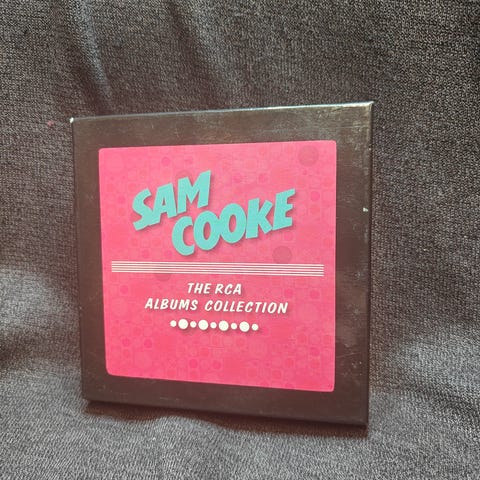 SAM
COOKE
THE RCA
ALBUMS COLLECTION